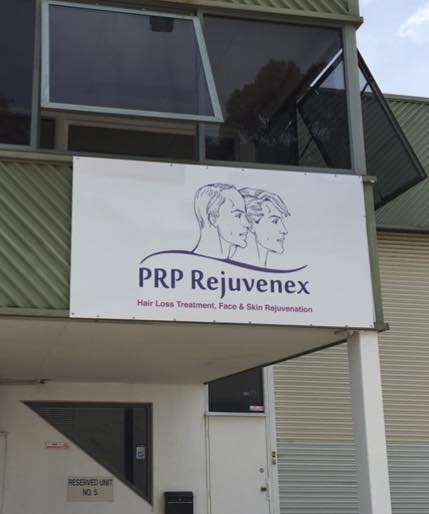 PRP Rejuvenex
Hair Loss Treatment, Face & Skin Rejuvenation
RESERVED UNIT
NO. 5